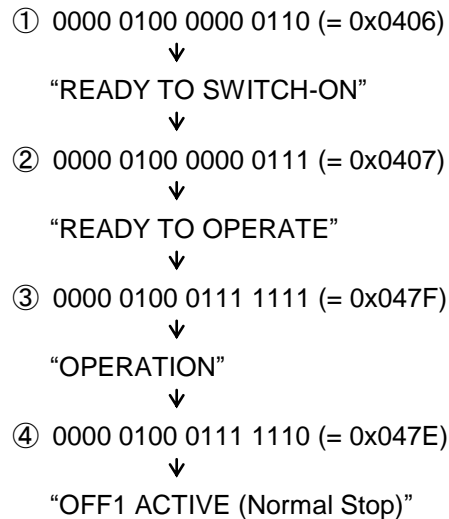 ① 0000 0100 0000 0110 (= 0x0406)
↓
“READY TO SWITCH-ON”
↓
② 0000 0100 0000 0111 (= 0x0407)
↓
“READY TO OPERATE”
↓
③ 0000 0100 0111 1111 (= 0x047F)
↓
“OPERATION”
↓
④ 0000 0100 0111 1110 (= 0x047E)
↓
“OFF1 ACTIVE (Normal Stop)”